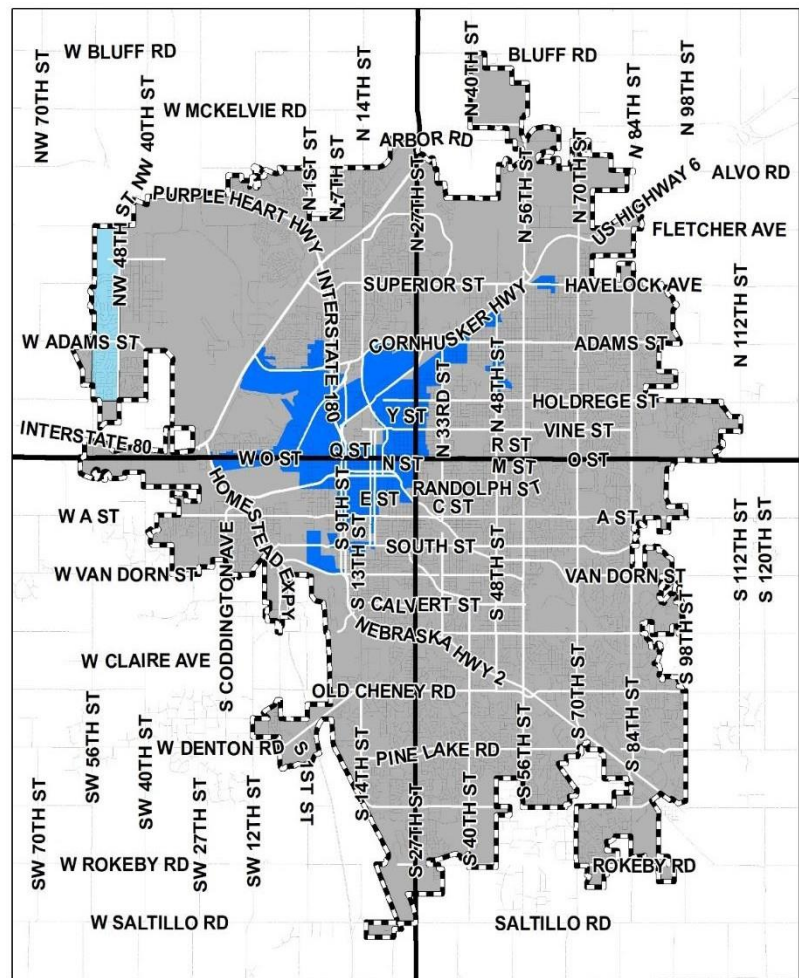 W BLUFF RD
BLUFF RD
NW 70TH ST
NW 40TH ST
N 14TH ST
N 40TH ST
N 84TH ST
N 98TH ST
W MCKELVIE RD
ARBOR RD
N 1ST ST
N 7TH ST
N 27TH ST
N 56TH ST
N 70TH ST
US HIGHWAY 6
ALVO RD
PURPLE HEART HWY
NW 48TH ST
FLETCHER AVE
INTERSTATE 180
SUPERIOR ST
HAVELOCK AVE
N 112TH ST
CORNHUSKER HWY
W ADAMS ST
ADAMS ST
N 33RD ST
N 48TH ST
HOLDREGE ST
Y ST
VINE ST
INTERSTATE 80
W O ST
Q ST
R ST
N ST
M ST
O ST
HOMESTEAD EXPY
S 9TH ST
E ST
RANDOLPH ST
C ST
W A ST
A ST
S 13TH ST
SOUTH ST
S CODDINGTON AVE
W VAN DORN ST
VAN DORN ST
S 48TH ST
S 112TH ST
S 120TH ST
CALVERT ST
NEBRASKA HWY 2
S 98TH ST
W CLAIRE AVE
OLD CHENEY RD
S 70TH ST
S 84TH ST
SW 56TH ST
SW 40TH ST
W DENTON RD
S 1ST ST
S 14TH ST
PINE LAKE RD
S 56TH ST
SW 70TH ST
SW 27TH ST
SW 12TH ST
S 27TH ST
S 40TH ST
W ROKEBY RD
ROKEBY RD
W SALTILLO RD
SALTILLO RD